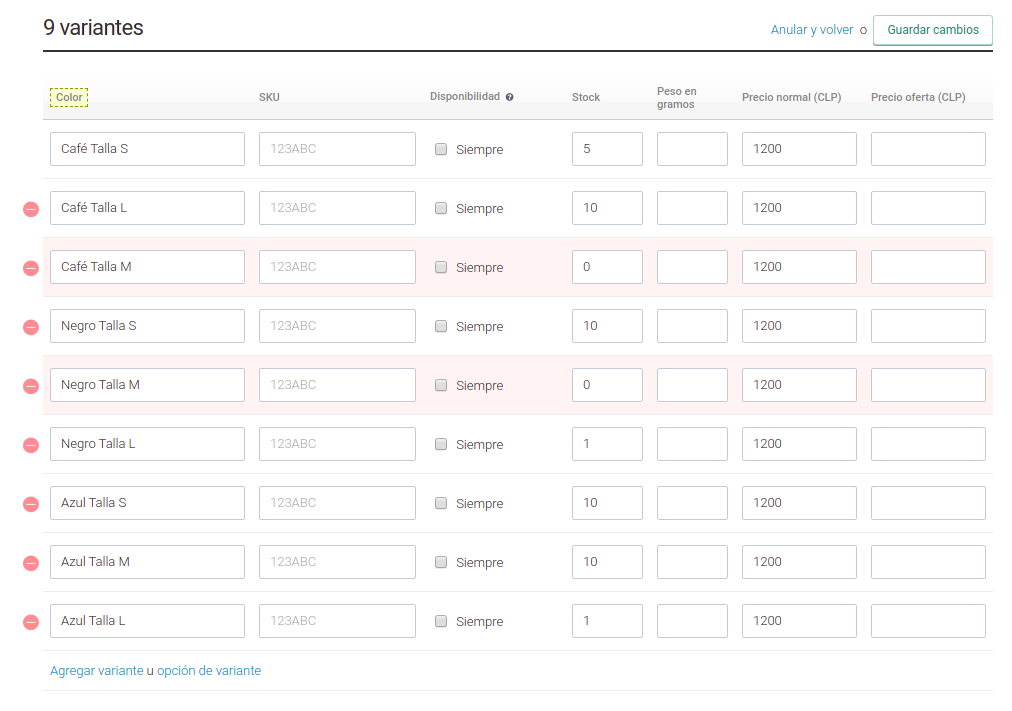 9 variantes
Anular y volver o Guardar cambios
Color SKU Disponibilidad ? Stock Peso en gramos Precio normal (CLP) Precio oferta (CLP)
Café Talla S 123ABC Siempre 5 1200
Café Talla L 123ABC Siempre 10 1200
Café Talla M 123ABC Siempre 0 1200
Negro Talla S 123ABC Siempre 10 1200
Negro Talla M 123ABC Siempre 0 1200
Negro Talla L 123ABC Siempre 1 1200
Azul Talla S 123ABC Siempre 10 1200
Azul Talla M 123ABC Siempre 10 1200
Azul Talla L 123ABC Siempre 1 1200
Agregar variante u opción de variante